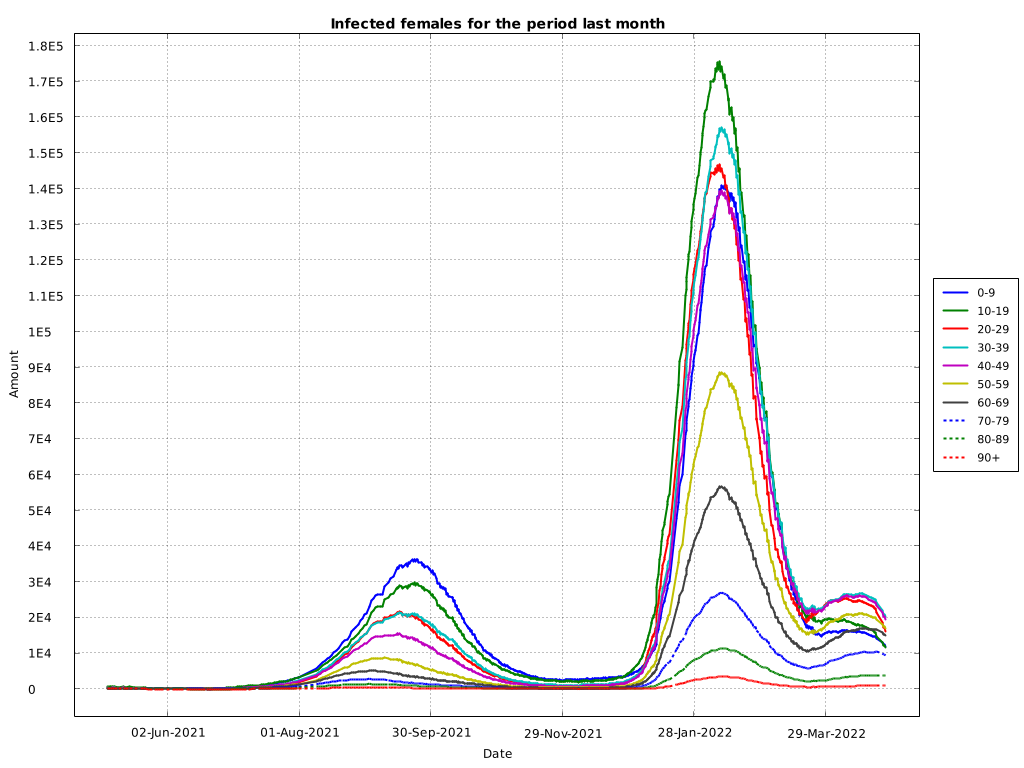 Infected females for the period last month
1.8E5
1.7E5
1.6E5
1.5E5
1.4E5
1.3E5
1.2E5
1.1E5
1E5
9E4
8E4
7E4
6E4
5E4
4E4
3E4
2E4
1E4
0
Amount
02-Jun-2021
01-Aug-2021
30-Sep-2021
29-Nov-2021
28-Jan-2022
29-Mar-2022
Date
0-9
10-19
20-29
30-39
40-49
50-59
60-69
70-79
80-89
90+